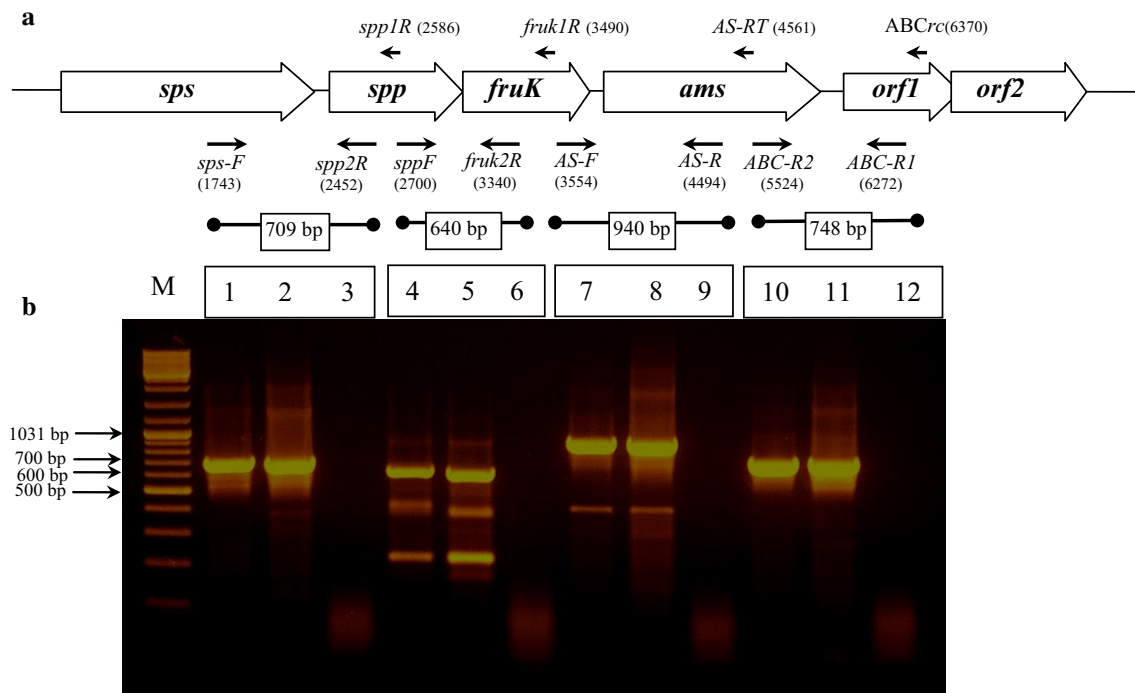 a
spp1R (2586) fruk1R (3490) AS-RT (4561) ABCrc(6370)
sps spp fruK ams orf1 orf2
sps-F spp2R sppF fruk2R AS-F AS-R ABC-R2 ABC-R1
(1743) (2452) (2700) (3340) (3554) (4494) (5524) (6272)
709 bp 640 bp 940 bp 748 bp
b
M 1 2 3 4 5 6 7 8 9 10 11 12
1031 bp
700 bp
600 bp
500 bp